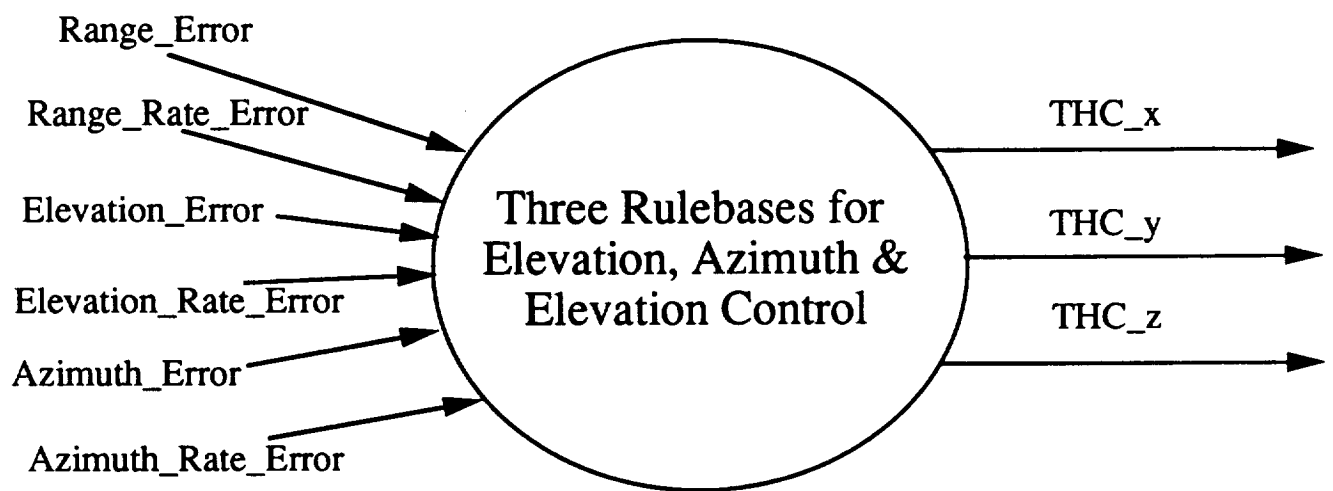 Range_Error
Range_Rate_Error
Elevation_Error
Elevation_Rate_Error
Azimuth_Error
Azimuth_Rate_Error
Three Rulebases for
Elevation, Azimuth &
Elevation Control
THC_x
THC_y
THC_z